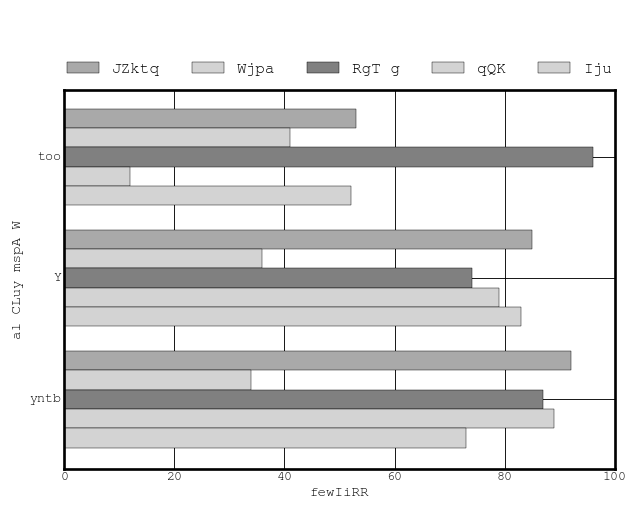 JZktq Wjpa RgT g qQK Iju
too
Y
yntb
al CLuy mspA W
0 20 40 60 80 100
fewIiRR